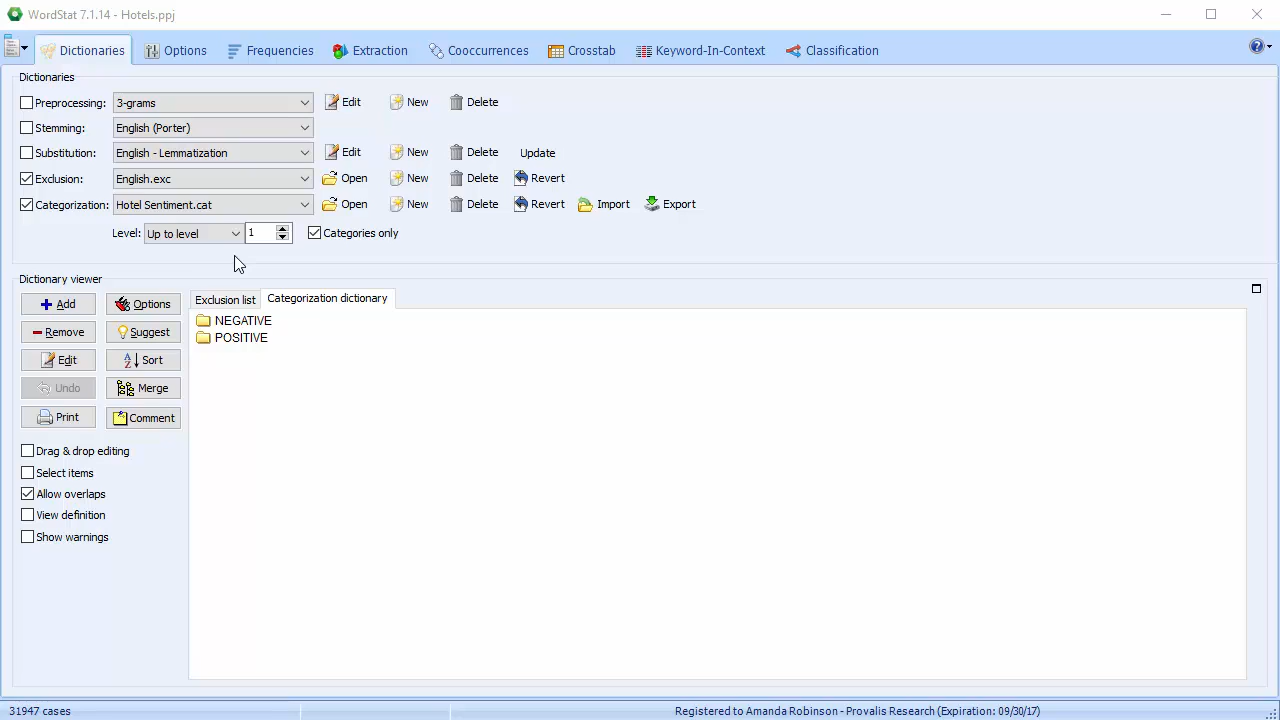 WordStat 7.1.14 - Hotels.ppj
Dictionaries Options Frequencies Extraction Cooccurrences Crosstab Keyword-In-Context Classification
Dictionaries
Preprocessing: 3-grams Edit New Delete
Stemming: English (Porter)
Substitution: English - Lemmatization Edit New Delete Update
Exclusion: English.exc Open New Delete Revert
Categorization: Hotel Sentiment.cat Open New Delete Revert Import Export
Level: Up to level 1 Categories only
Dictionary viewer
Add Options Exclusion list Categorization dictionary
NEGATIVE
Remove Suggest POSITIVE
Edit Sort
Undo Merge
Print Comment
Drag & drop editing
Select items
Allow overlaps
View definition
Show warnings
31947 cases Registered to Amanda Robinson - Provalis Research (Expiration: 09/30/17)